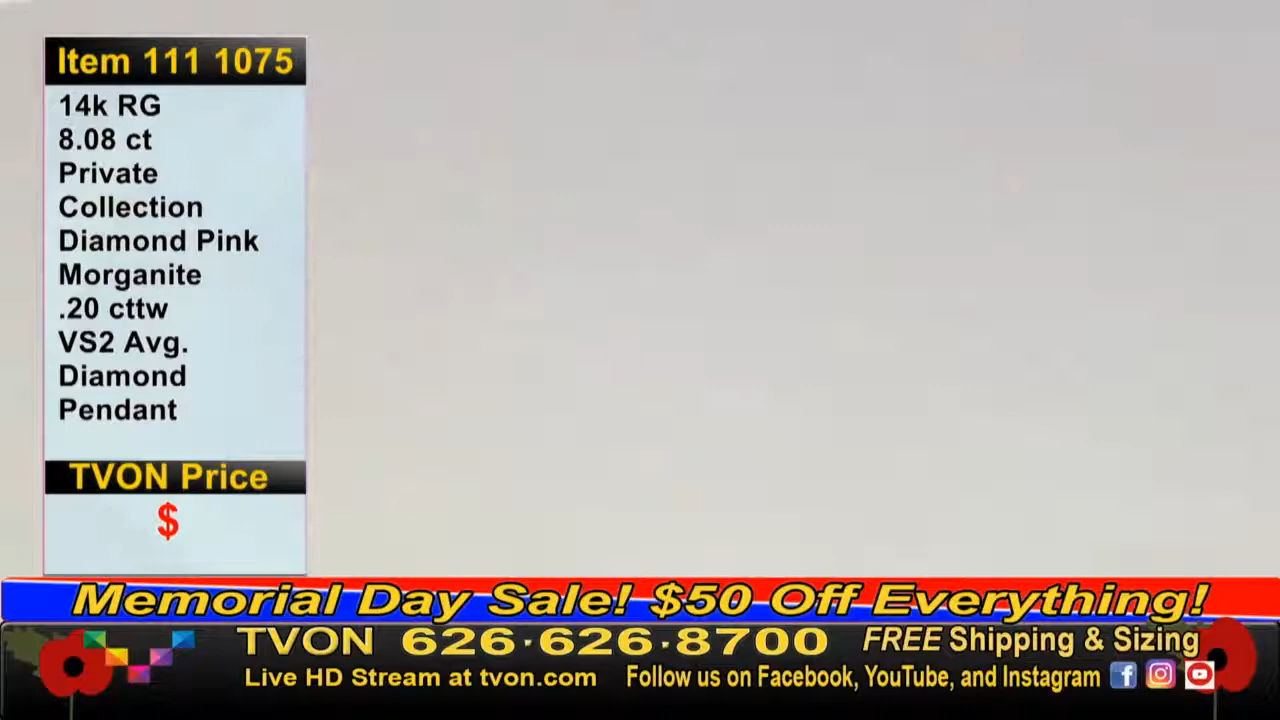 Item 111 1075
14k RG
8.08 ct
Private
Collection
Diamond Pink
Morganite
.20 cttw
VS2 Avg.
Diamond
Pendant
TVON Price
$
Memorial Day Sale! $50 Off Everything!
TVON 626·626·8700 FREE Shipping & Sizing
Live HD Stream at tvon.com Follow us on Facebook, YouTube, and Instagram